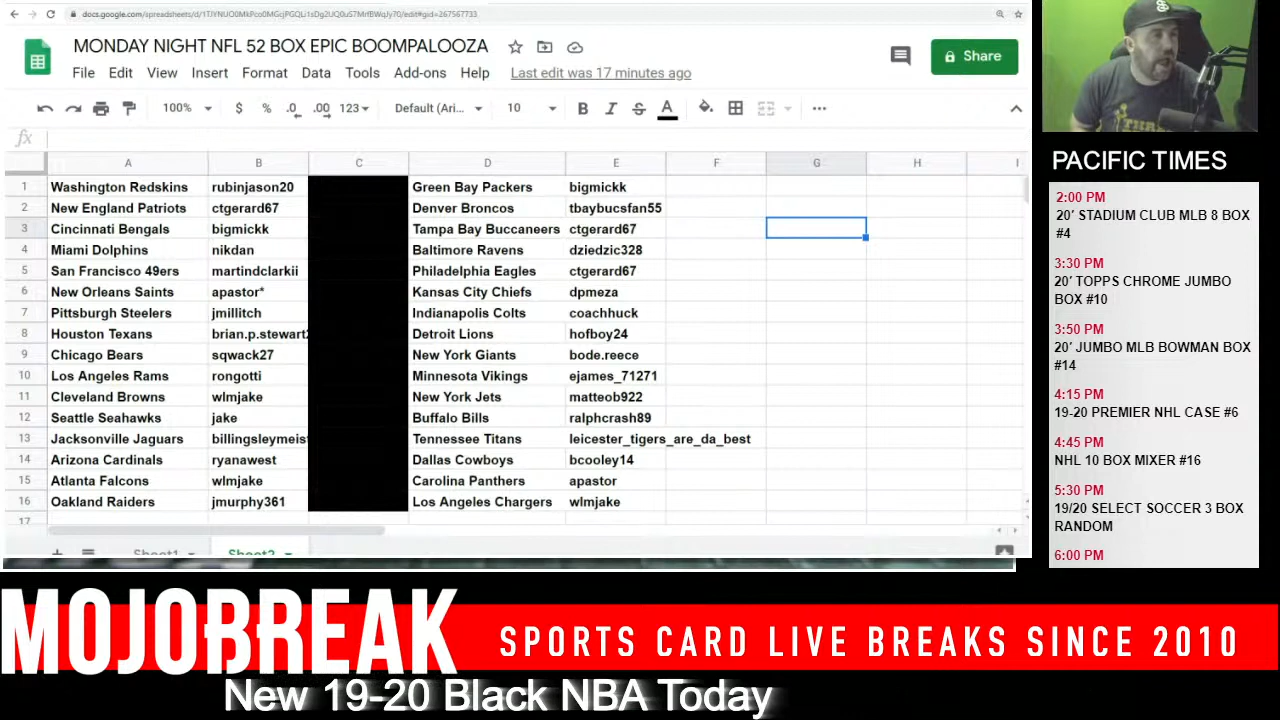 docs.google.com/spreadsheets/d/
MONDAY NIGHT NFL 52 BOX EPIC BOOMPALOOZA
File Edit View Insert Format Data Tools Add-ons Help Last edit was 17 minutes ago
Share
100% $ % .0 .00 123 Default (Ari... 10 B I S A
fx
A B C D E F G H I
1 Washington Redskins rubinjason20 Green Bay Packers bigmickk
2 New England Patriots ctgerard67 Denver Broncos tbaybucsfan55
3 Cincinnati Bengals bigmickk Tampa Bay Buccaneers ctgerard67
4 Miami Dolphins nikdan Baltimore Ravens dziedzic328
5 San Francisco 49ers martindclarkii Philadelphia Eagles ctgerard67
6 New Orleans Saints apastor* Kansas City Chiefs dpmeza
7 Pittsburgh Steelers jmillitch Indianapolis Colts coachhuck
8 Houston Texans brian.p.stewart Detroit Lions hofboy24
9 Chicago Bears sqwack27 New York Giants bode.reece
10 Los Angeles Rams rongotti Minnesota Vikings ejames_71271
11 Cleveland Browns wlmjake New York Jets matteob922
12 Seattle Seahawks jake Buffalo Bills ralphcrash89
13 Jacksonville Jaguars billingsleymeis Tennessee Titans leicester_tigers_are_da_best
14 Arizona Cardinals ryanawest Dallas Cowboys bcooley14
15 Atlanta Falcons wlmjake Carolina Panthers apastor
16 Oakland Raiders jmurphy361 Los Angeles Chargers wlmjake
17
Sheet1 Sheet2
PACIFIC TIMES
2:00 PM
20' STADIUM CLUB MLB 8 BOX
#4
3:30 PM
20' TOPPS CHROME JUMBO
BOX #10
3:50 PM
20' JUMBO MLB BOWMAN BOX
#14
4:15 PM
19-20 PREMIER NHL CASE #6
4:45 PM
NHL 10 BOX MIXER #16
5:30 PM
19/20 SELECT SOCCER 3 BOX
RANDOM
6:00 PM
MOJOBREAK
SPORTS CARD LIVE BREAKS SINCE 2010
New 19-20 Black NBA Today